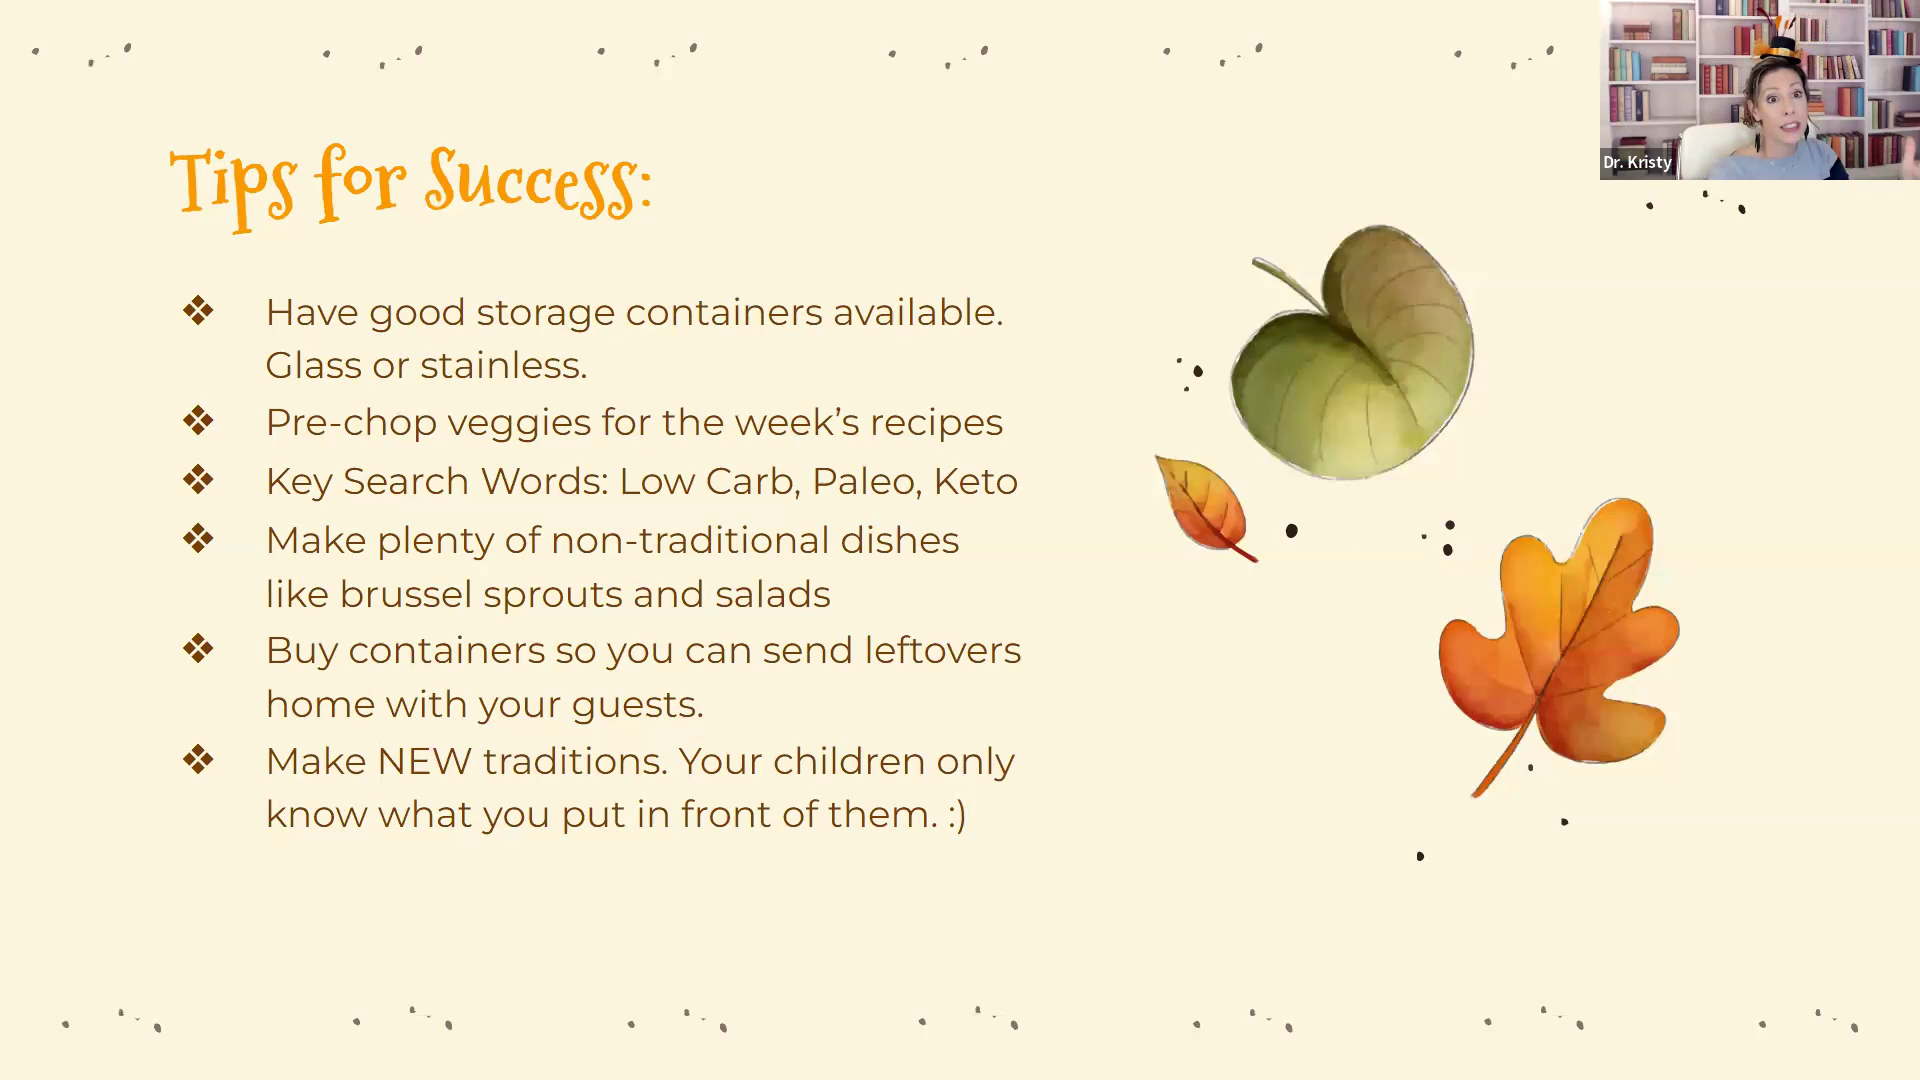 Dr. Kristy
Tips for Success:
❖ Have good storage containers available.
Glass or stainless.
❖ Pre-chop veggies for the week’s recipes
❖ Key Search Words: Low Carb, Paleo, Keto
❖ Make plenty of non-traditional dishes
like brussel sprouts and salads
❖ Buy containers so you can send leftovers
home with your guests.
❖ Make NEW traditions. Your children only
know what you put in front of them. :)